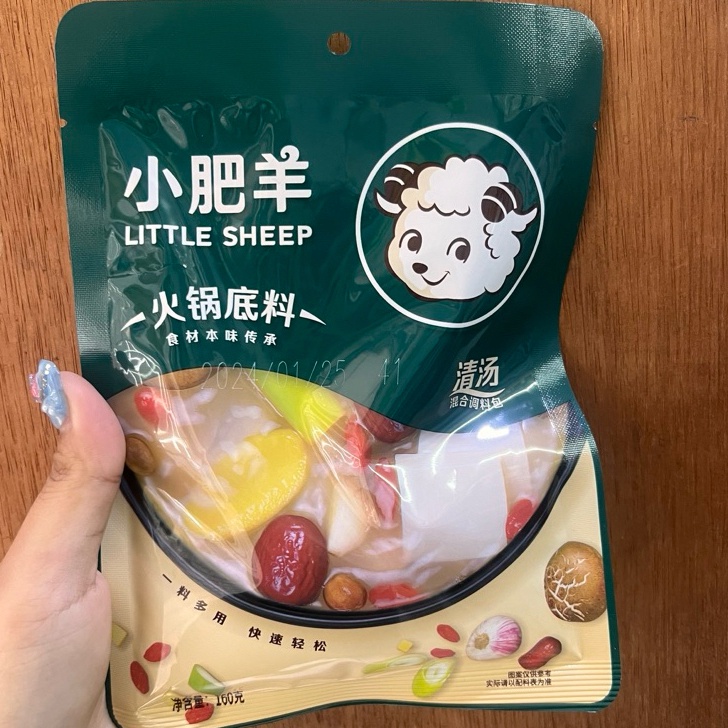 小肥羊
LITTLE SHEEP
火锅底料
食材本味传承
2024/01/25 41
清汤
混合调料包
一料多用 快速轻松
图案仅供参考
实际请以配料表为准
净含量：160克